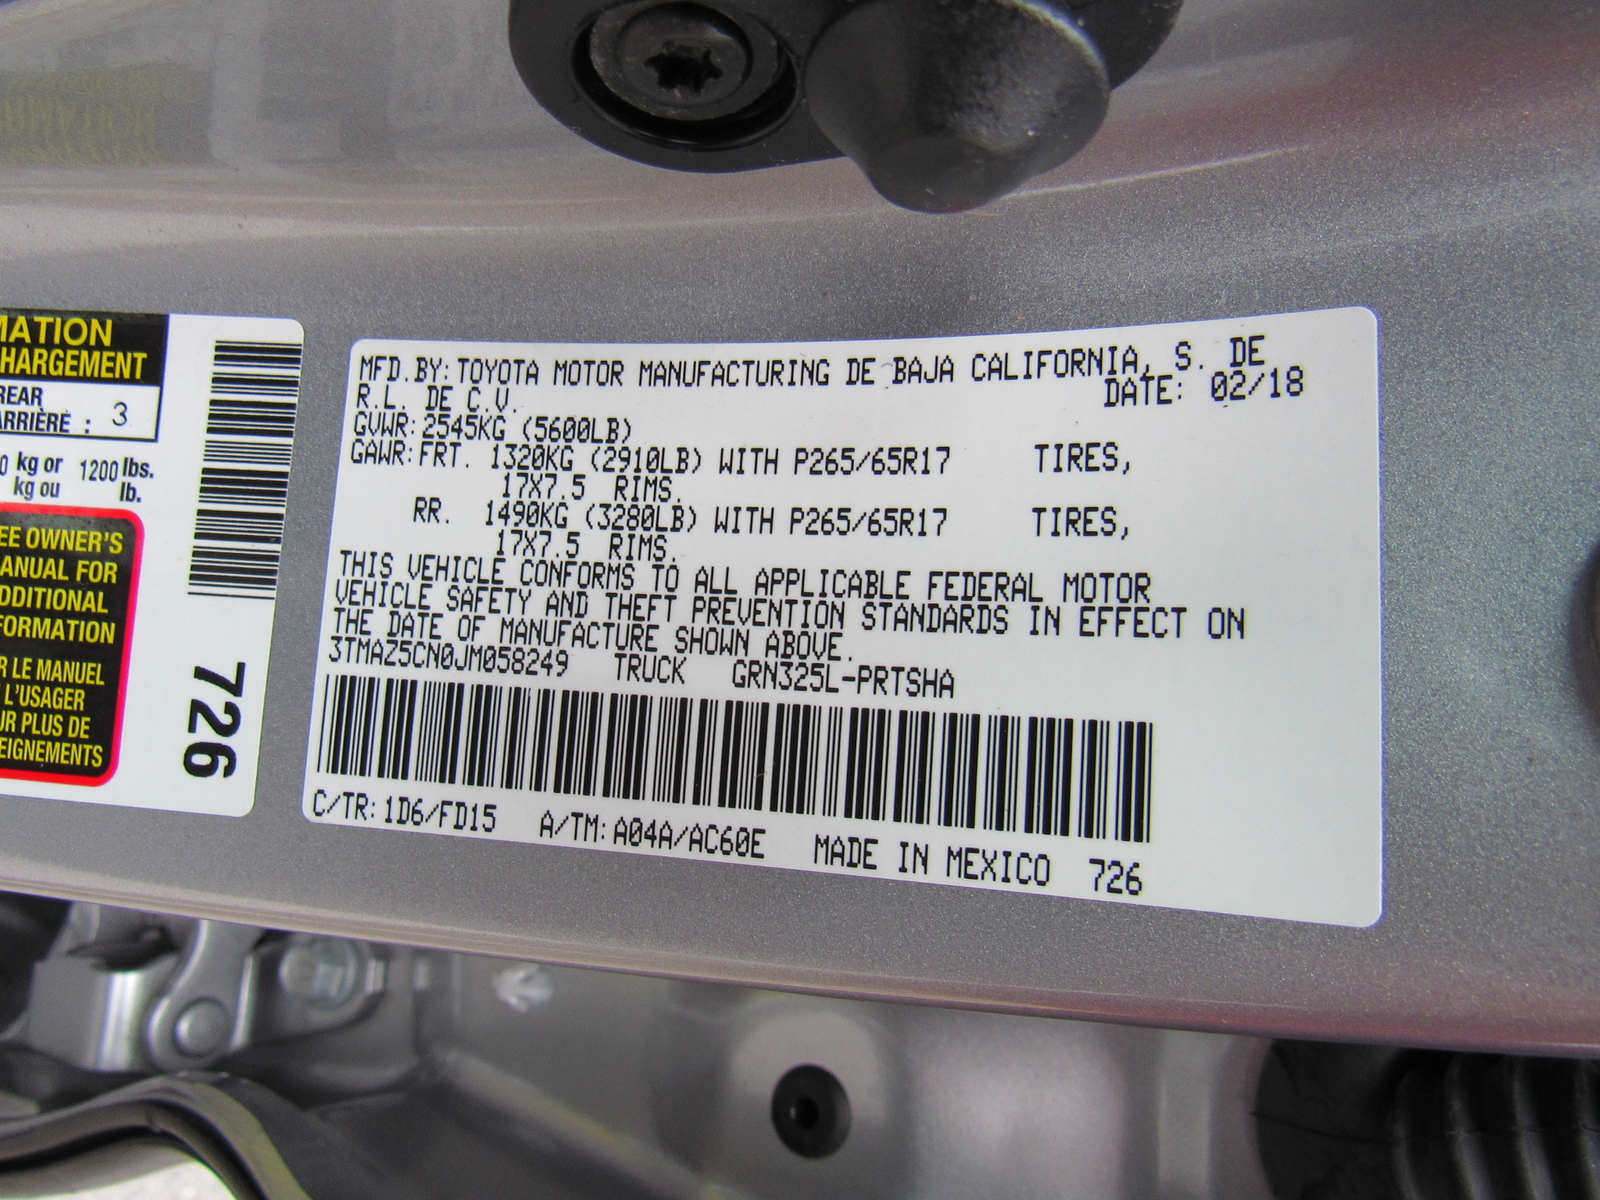 MATION
HARGEMENT
REAR
ARRIÈRE : 3
0 kg or 1200 lbs.
kg ou lb.
EE OWNER'S
ANUAL FOR
DDITIONAL
FORMATION
R LE MANUEL
L'USAGER
UR PLUS DE
EIGNEMENTS
726
MFD.BY:TOYOTA MOTOR MANUFACTURING DE BAJA CALIFORNIA, S. DE
R.L. DE C.V. DATE: 02/18
GVWR:2545KG (5600LB)
GAWR:FRT. 1320KG (2910LB) WITH P265/65R17 TIRES,
17X7.5 RIMS.
RR. 1490KG (3280LB) WITH P265/65R17 TIRES,
17X7.5 RIMS.
THIS VEHICLE CONFORMS TO ALL APPLICABLE FEDERAL MOTOR
VEHICLE SAFETY AND THEFT PREVENTION STANDARDS IN EFFECT ON
THE DATE OF MANUFACTURE SHOWN ABOVE.
3TMAZ5CN0JM058249 TRUCK GRN325L-PRTSHA
C/TR:1D6/FD15 A/TM:A04A/AC60E MADE IN MEXICO 726